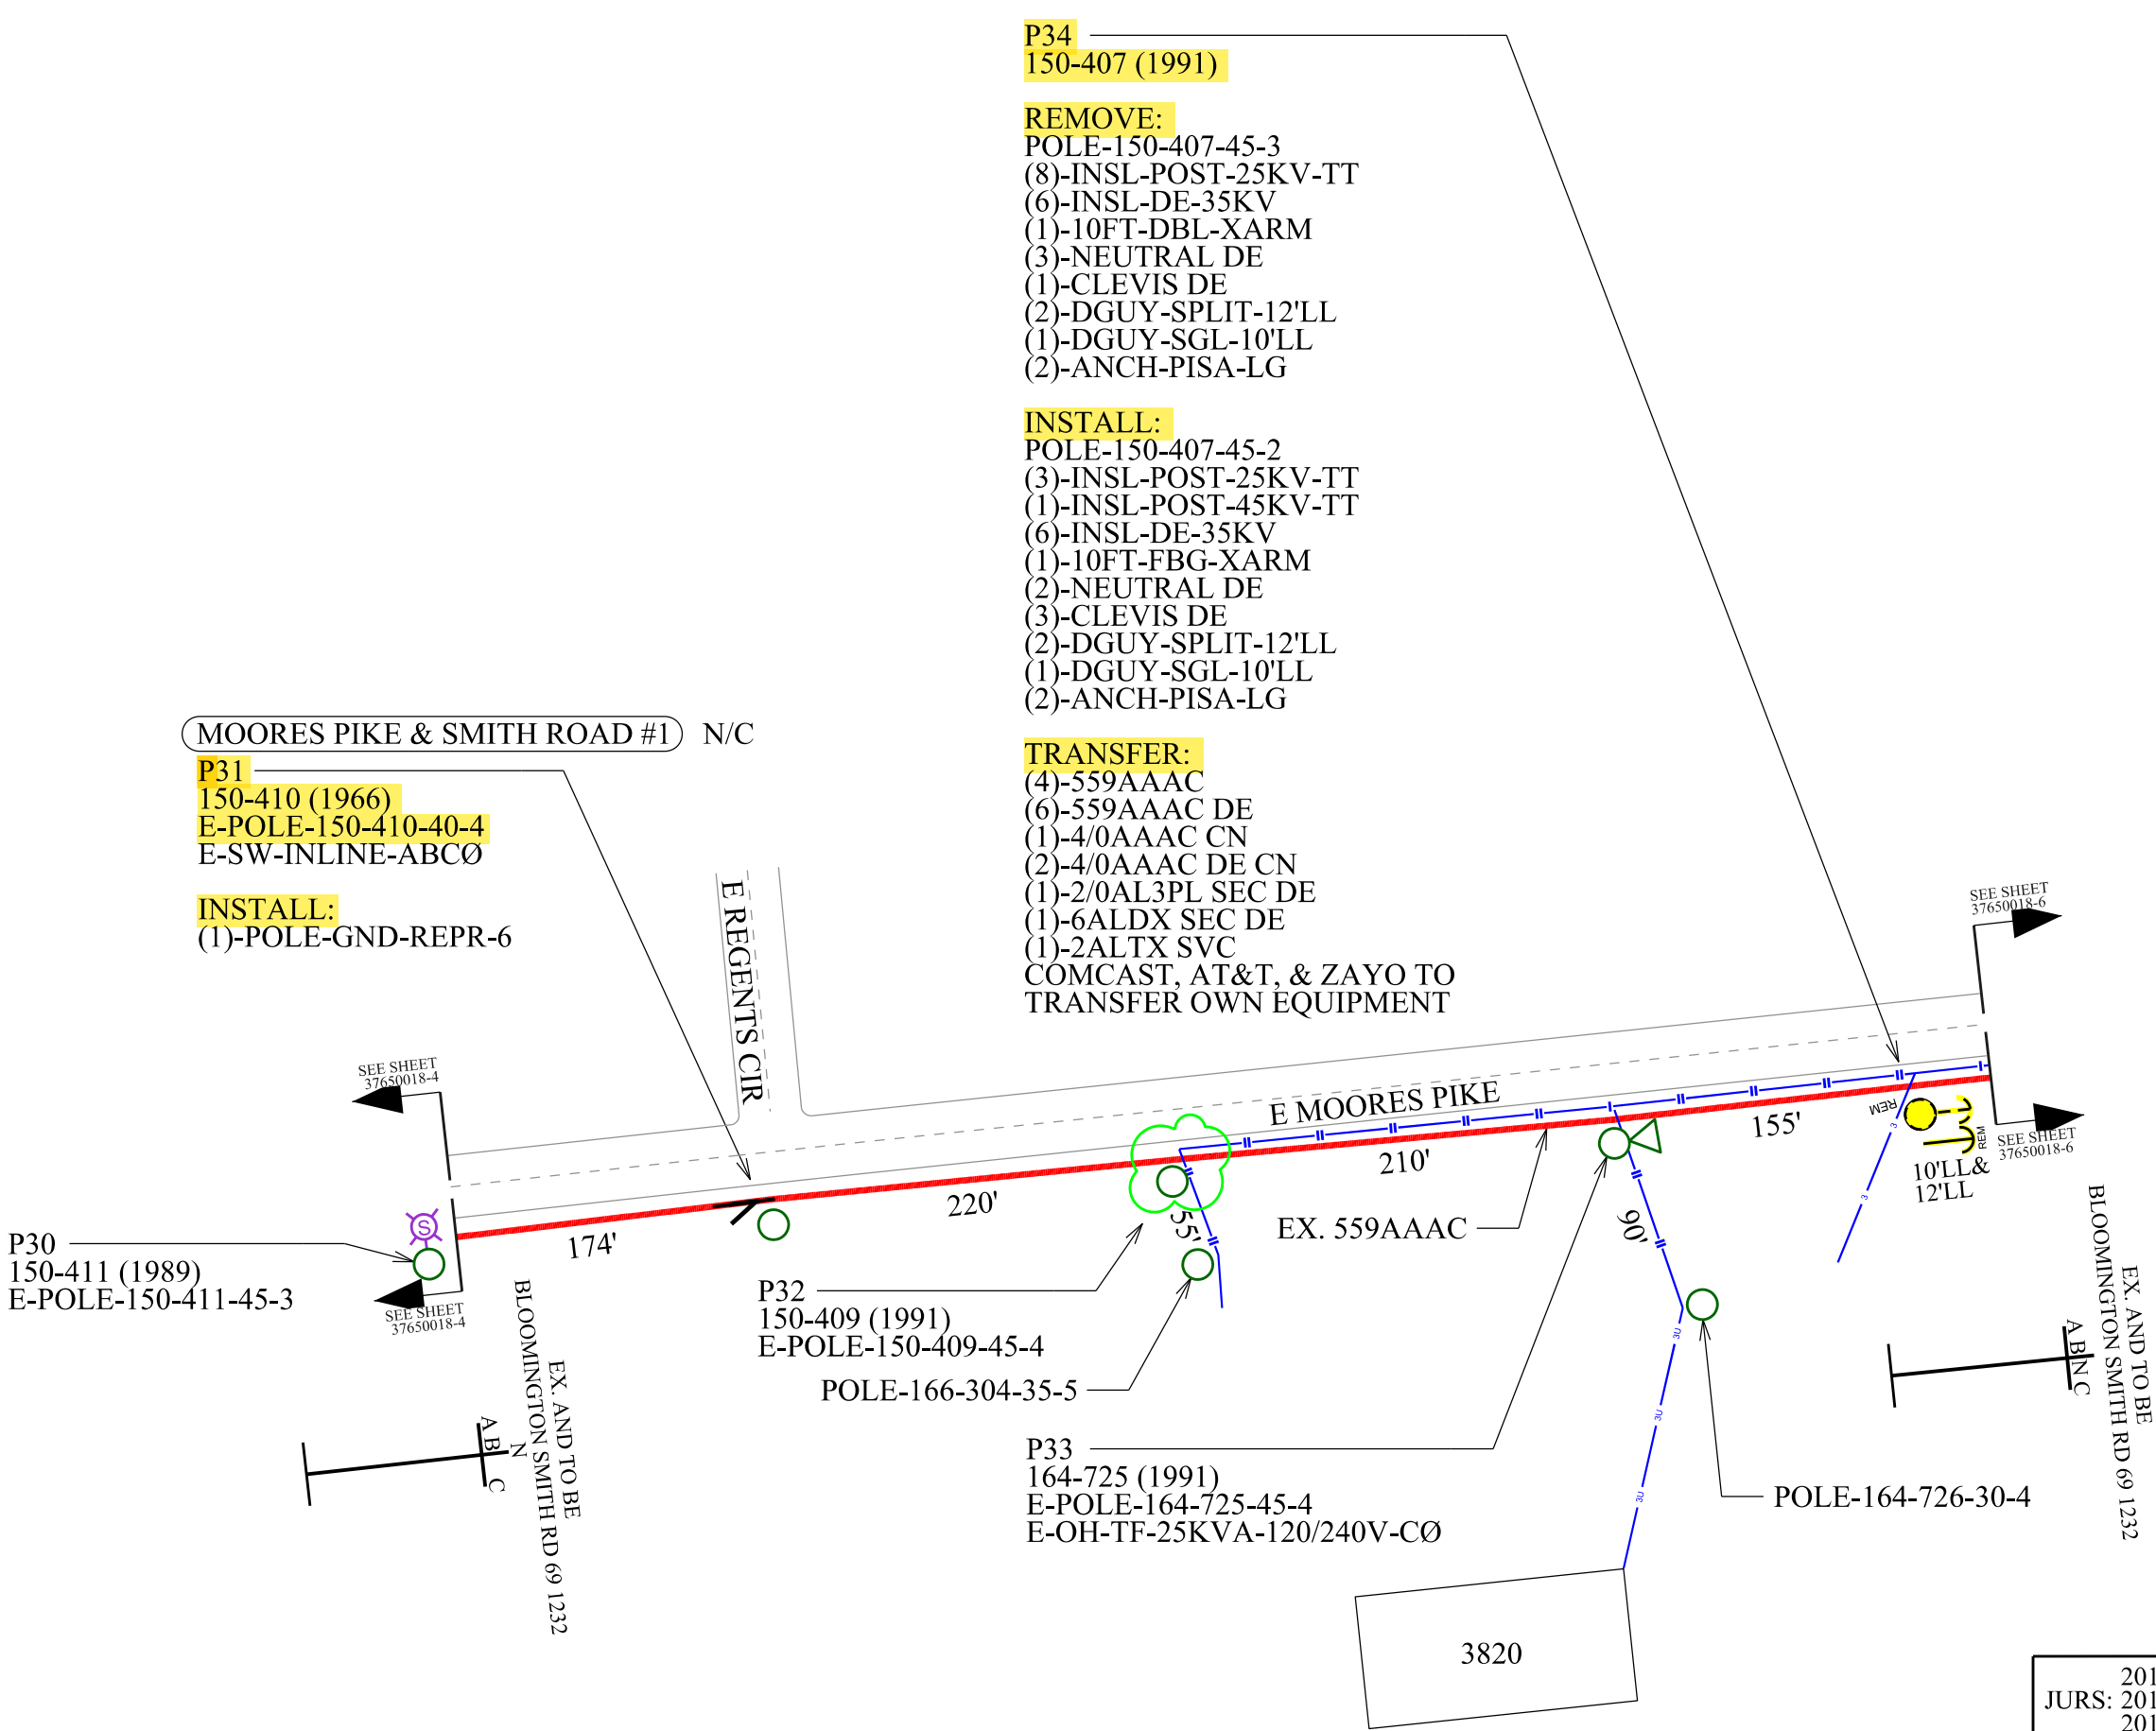 P34
150-407 (1991)
REMOVE:
POLE-150-407-45-3
(8)-INSL-POST-25KV-TT
(6)-INSL-DE-35KV
(1)-10FT-DBL-XARM
(3)-NEUTRAL DE
(1)-CLEVIS DE
(2)-DGUY-SPLIT-12'LL
(1)-DGUY-SGL-10'LL
(2)-ANCH-PISA-LG
INSTALL:
POLE-150-407-45-2
(3)-INSL-POST-25KV-TT
(1)-INSL-POST-45KV-TT
(6)-INSL-DE-35KV
(1)-10FT-FBG-XARM
(2)-NEUTRAL DE
(3)-CLEVIS DE
(2)-DGUY-SPLIT-12'LL
(1)-DGUY-SGL-10'LL
(2)-ANCH-PISA-LG
TRANSFER:
(4)-559AAAC
(6)-559AAAC DE
(1)-4/0AAAC CN
(2)-4/0AAAC DE CN
(1)-2/0AL3PL SEC DE
(1)-6ALDX SEC DE
(1)-2ALTX SVC
COMCAST, AT&T, & ZAYO TO
TRANSFER OWN EQUIPMENT
MOORES PIKE & SMITH ROAD #1 N/C
P31
150-410 (1966)
E-POLE-150-410-40-4
E-SW-INLINE-ABCØ
INSTALL:
(1)-POLE-GND-REPR-6
E REGENTS CIR
SEE SHEET
37650018-6
SEE SHEET
37650018-4
E MOORES PIKE
REM
REM
155'
SEE SHEET
37650018-6
210'
10'LL&
12'LL
3
3
220'
55'
90'
174'
S
EX. 559AAAC
P30
150-411 (1989)
E-POLE-150-411-45-3
SEE SHEET
37650018-4
P32
150-409 (1991)
E-POLE-150-409-45-4
POLE-166-304-35-5
3U
3U
3U
P33
164-725 (1991)
E-POLE-164-725-45-4
E-OH-TF-25KVA-120/240V-CØ
POLE-164-726-30-4
EX. AND TO BE
BLOOMINGTON SMITH RD 69 1232
A B
N
C
EX. AND TO BE
BLOOMINGTON SMITH RD 69 1232
A B N C
3820
201
JURS: 201
201